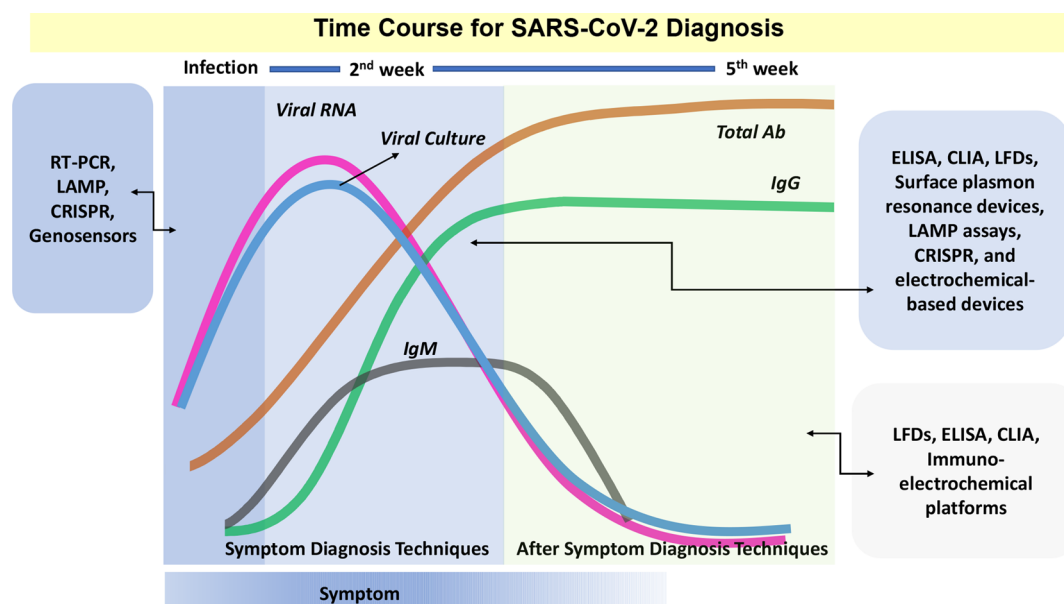 Time Course for SARS-CoV-2 Diagnosis
Infection
2nd week
5th week
Viral RNA
Viral Culture
Total Ab
IgG
IgM
RT-PCR,
LAMP,
CRISPR,
Genosensors
ELISA, CLIA, LFDs,
Surface plasmon
resonance devices,
LAMP assays,
CRISPR, and
electrochemical-
based devices
LFDs, ELISA, CLIA,
Immuno-
electrochemical
platforms
Symptom Diagnosis Techniques
After Symptom Diagnosis Techniques
Symptom